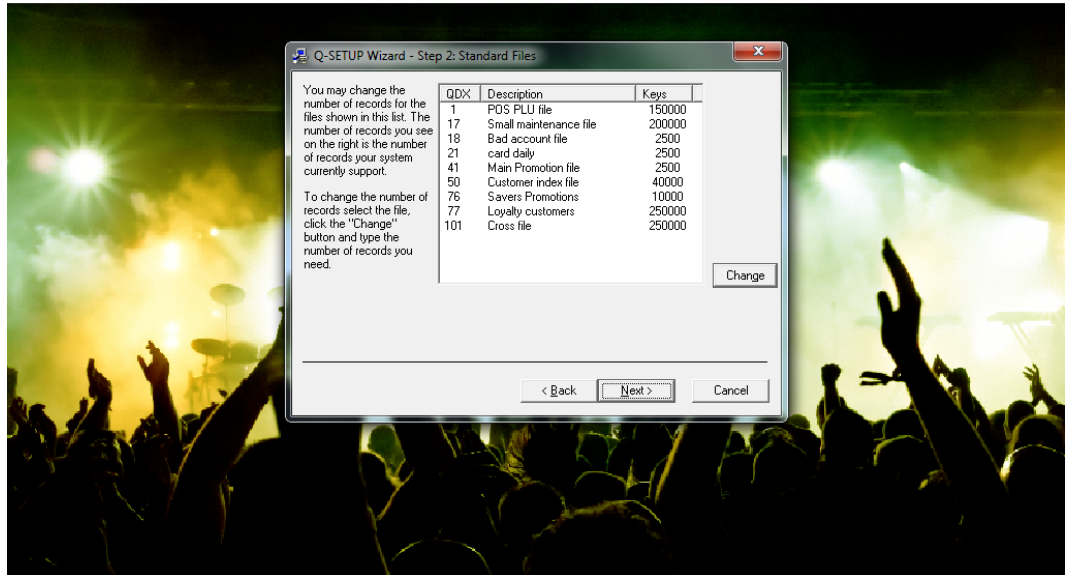 Q-SETUP Wizard - Step 2: Standard Files
You may change the
number of records for the
files shown in this list. The
number of records you see
on the right is the number
of records your system
currently support.
To change the number of
records select the file,
click the "Change"
button and type the
number of records you
need.
QDX Description Keys
1 POS PLU file 150000
17 Small maintenance file 200000
18 Bad account file 2500
21 card daily 2500
41 Main Promotion file 2500
50 Customer index file 40000
76 Savers Promotions 10000
77 Loyalty customers 250000
101 Cross file 250000
Change
< Back Next > Cancel